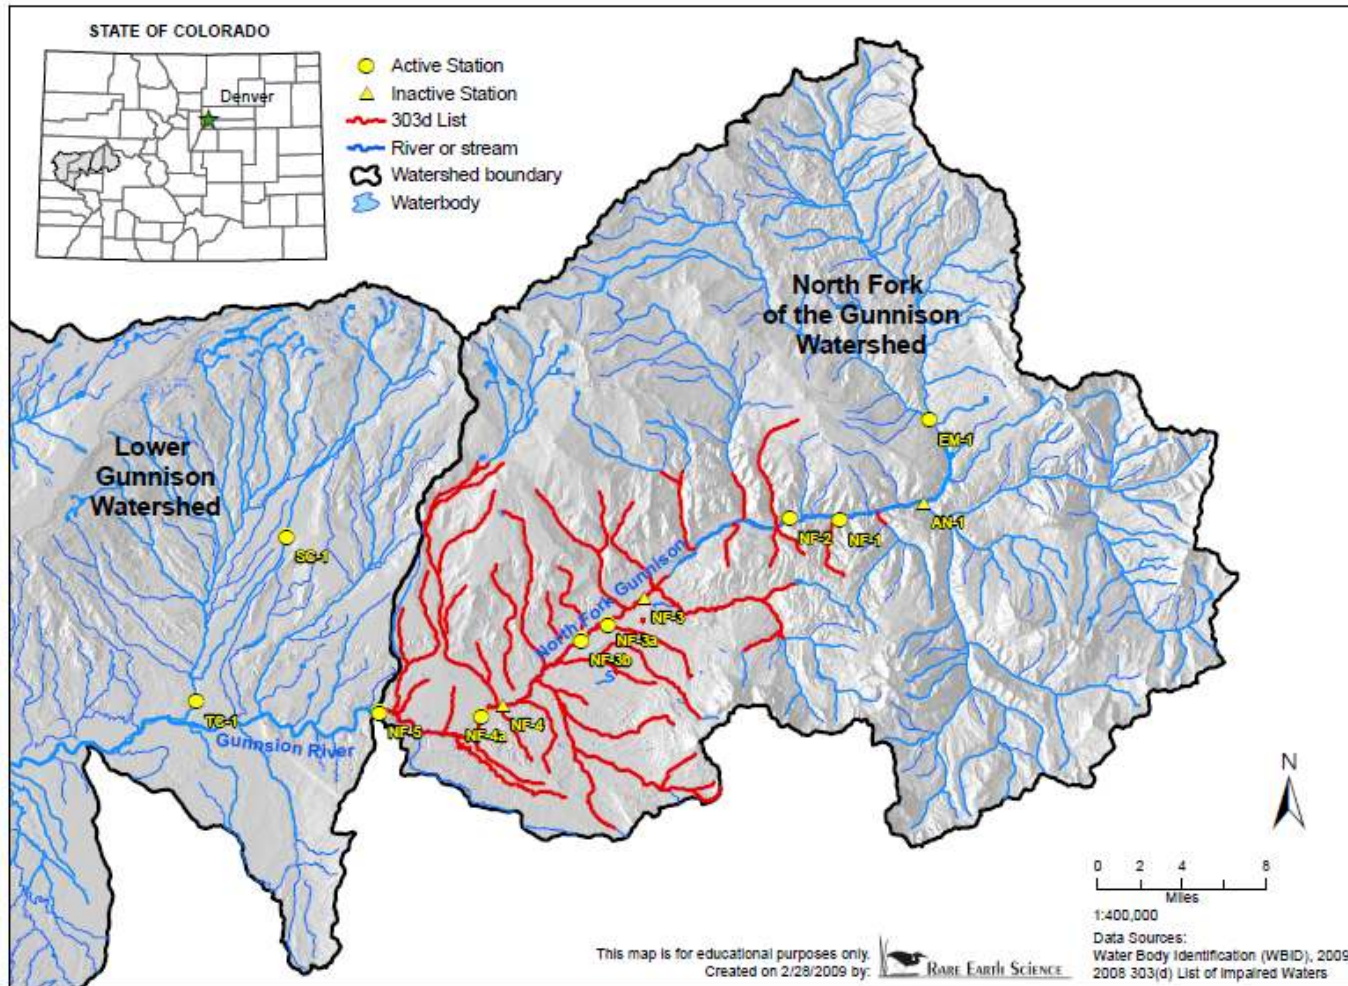 STATE OF COLORADO
Denver
Active Station
Inactive Station
303d List
River or stream
Watershed boundary
Waterbody
North Fork
of the Gunnison
Watershed
Lower
Gunnison
Watershed
EM-1
AN-1
NF-1
NF-2
SC-1
North Fork Gunnison
NF-3
NF-3a
NF-3b
TC-1
NF-5
NF-4a
NF-4
Gunnsion River
N
0 2 4 8
Miles
1:400,000
Data Sources:
Water Body Identification (WBID), 2009
2008 303(d) List of Impaired Waters
This map is for educational purposes only.
Created on 2/28/2009 by:
RARE EARTH SCIENCE